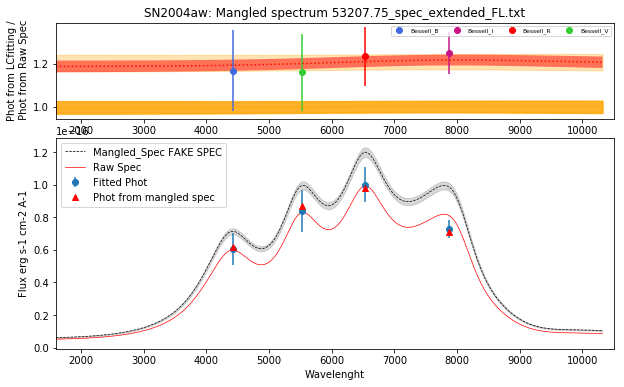 SN2004aw: Mangled spectrum 53207.75_spec_extended_FL.txt
Phot from LCfitting /
Phot from Raw Spec
1.2
1.0
Bessell_B
Bessell_I
Bessell_R
Bessell_V
2000 3000 4000 5000 6000 7000 8000 9000 10000
1e−16
Flux erg s-1 cm-2 A-1
1.2
1.0
0.8
0.6
0.4
0.2
0.0
Mangled_Spec FAKE SPEC
Raw Spec
Fitted Phot
Phot from mangled spec
2000 3000 4000 5000 6000 7000 8000 9000 10000
Wavelenght